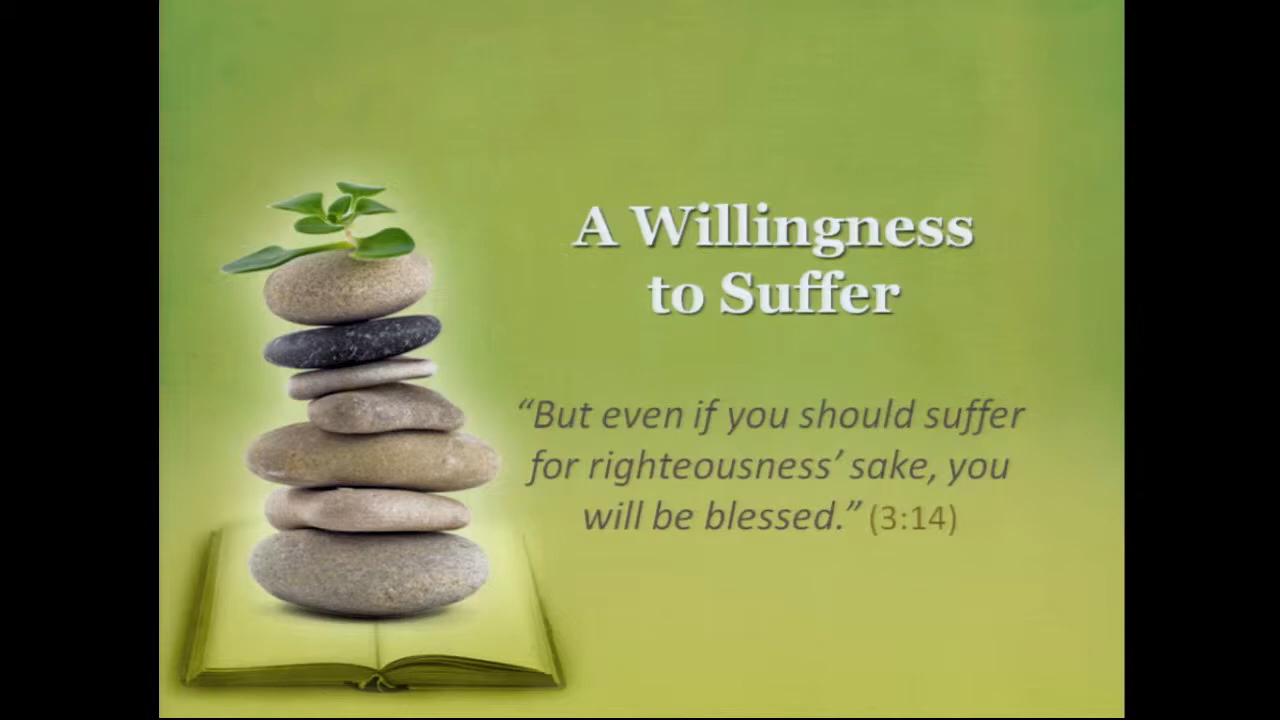 A Willingness
to Suffer
“But even if you should suffer
for righteousness’ sake, you
will be blessed.” (3:14)